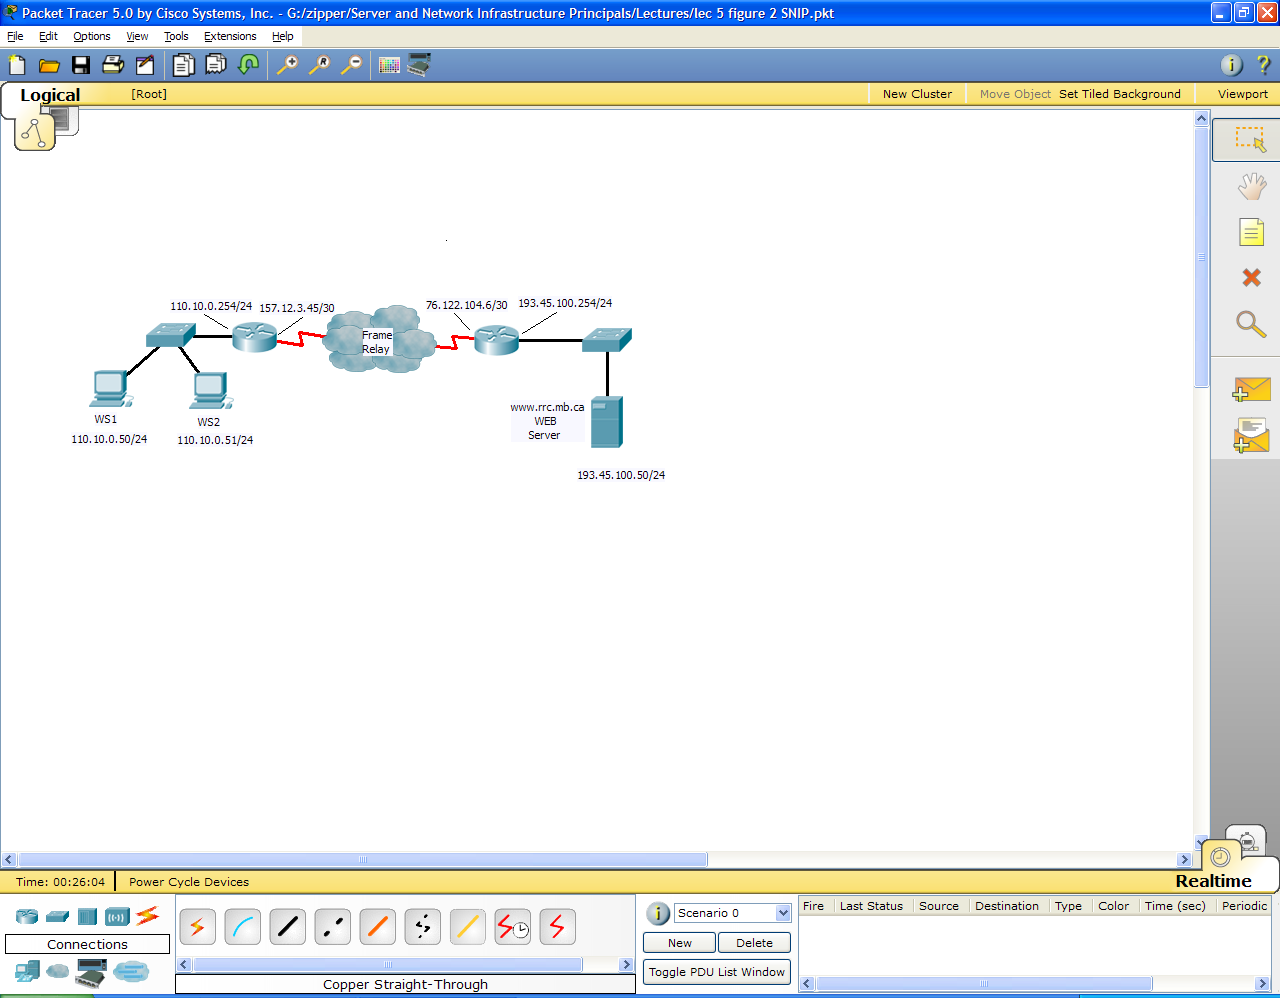 Packet Tracer 5.0 by Cisco Systems, Inc. - G:/zipper/Server and Network Infrastructure Principals/Lectures/lec 5 figure 2 SNIP.pkt
File Edit Options View Tools Extensions Help
Logical [Root] New Cluster Move Object Set Tiled Background Viewport
110.10.0.254/24 157.12.3.45/30 76.122.104.6/30 193.45.100.254/24
Frame
Relay
WS1 WS2
110.10.0.50/24 110.10.0.51/24
www.rrc.mb.ca
WEB
Server
193.45.100.50/24
Realtime
Time: 00:26:04 Power Cycle Devices
Connections
Copper Straight-Through
Scenario 0
New Delete
Toggle PDU List Window
Fire Last Status Source Destination Type Color Time (sec) Periodic